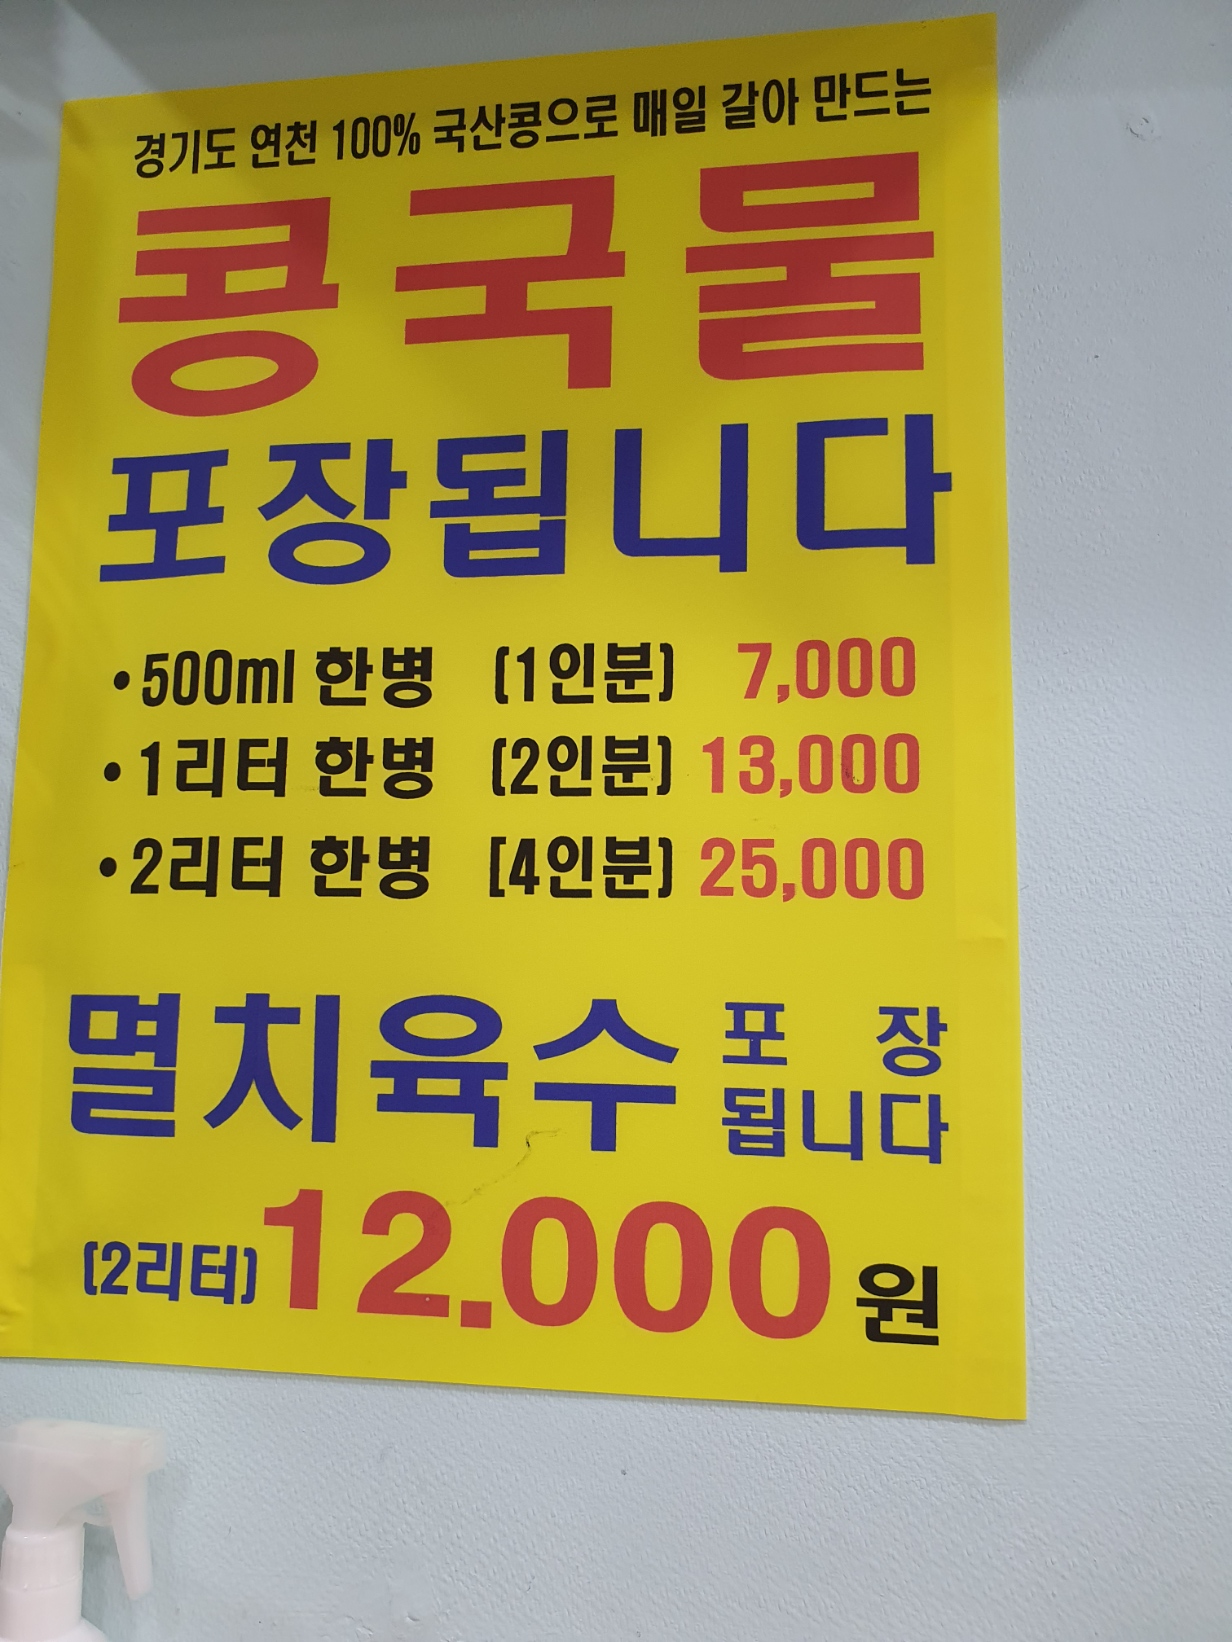 경기도 연천 100% 국산콩으로 매일 갈아 만드는
콩국물
포장됩니다
•500ml 한병 (1인분) 7,000
•1리터 한병 (2인분) 13,000
•2리터 한병 (4인분) 25,000
멸치육수 포장
됩니다
(2리터) 12.000 원